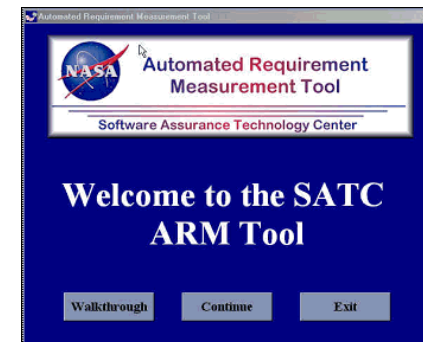 Automated Requirement Measurement Tool
NASA
Automated Requirement
Measurement Tool
Software Assurance Technology Center
Welcome to the SATC
ARM Tool
Walkthrough
Continue
Exit